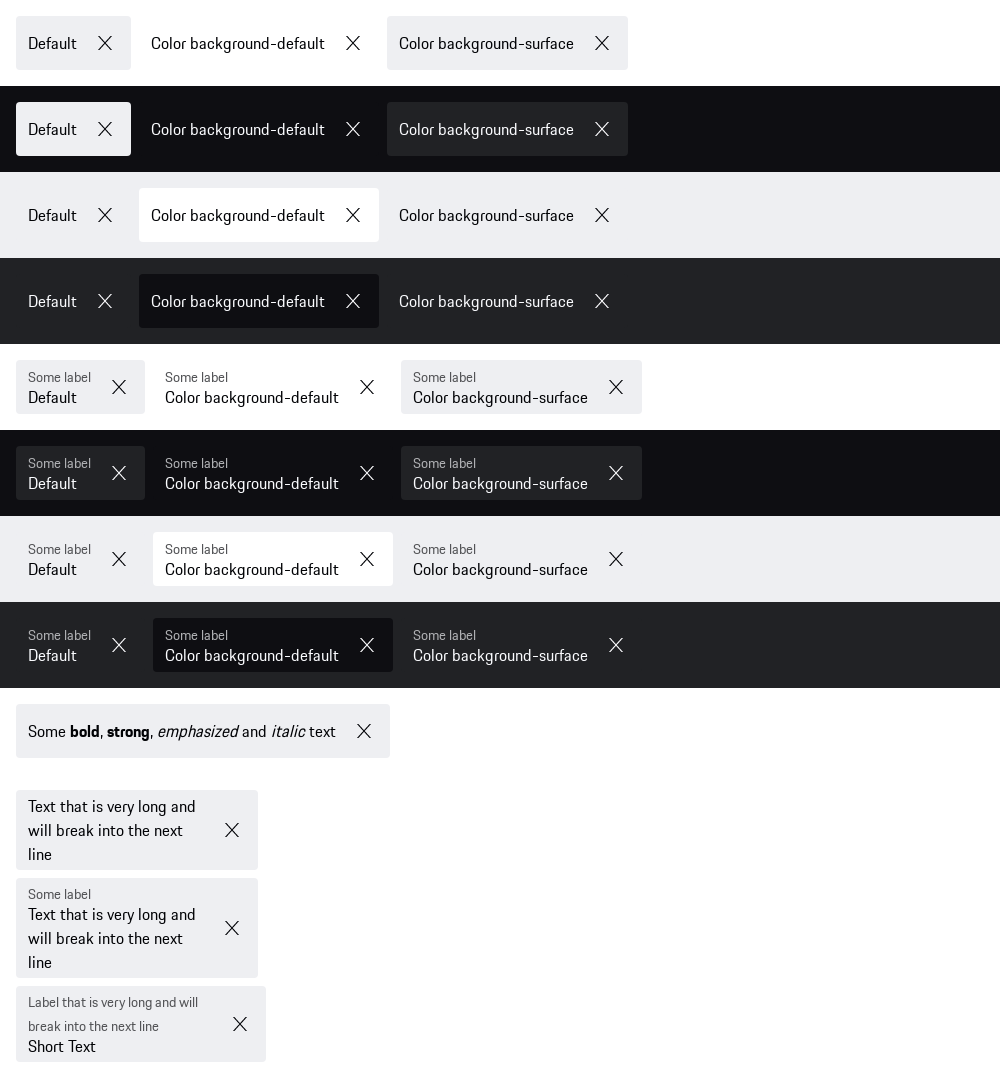 Default Color background-default Color background-surface
Default Color background-default Color background-surface
Default Color background-default Color background-surface
Default Color background-default Color background-surface
Some label Some label Some label
Default Color background-default Color background-surface
Some label Some label Some label
Default Color background-default Color background-surface
Some label Some label Some label
Default Color background-default Color background-surface
Some label Some label Some label
Default Color background-default Color background-surface
Some bold, strong, emphasized and italic text
Text that is very long and
will break into the next
line
Some label
Text that is very long and
will break into the next
line
Label that is very long and will
break into the next line
Short Text